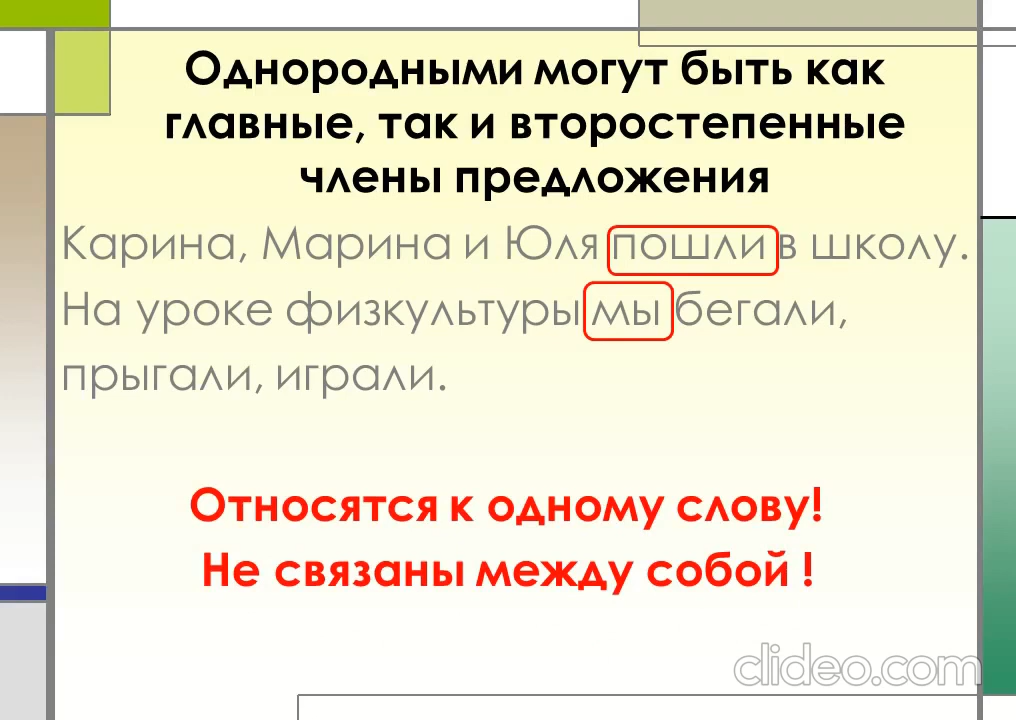 Однородными могут быть как
главные, так и второстепенные
члены предложения
Карина, Марина и Юля пошли в школу.
На уроке физкультуры мы бегали,
прыгали, играли.
Относятся к одному слову!
Не связаны между собой !
clideo.com